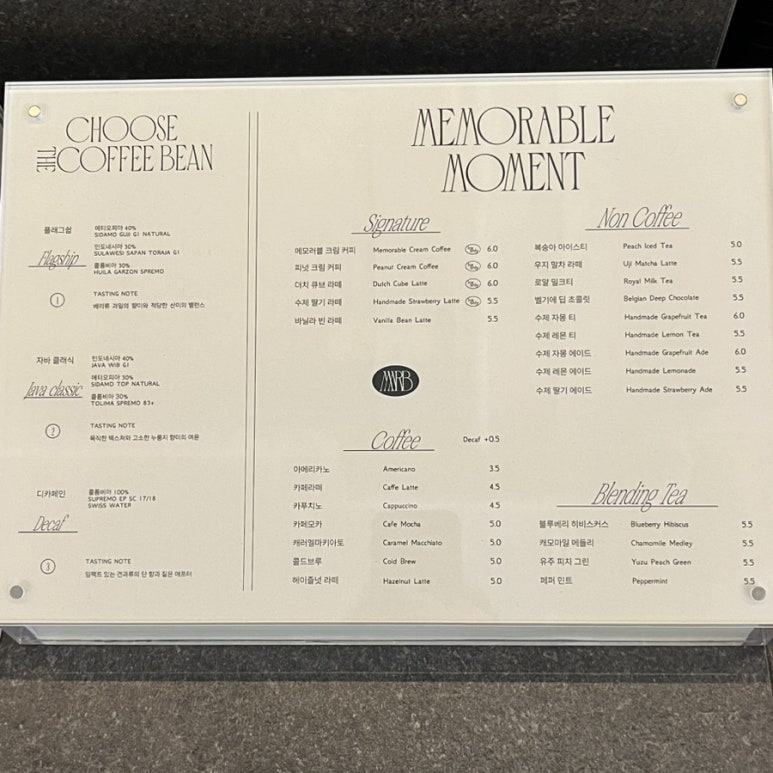 CHOOSE
THE COFFEE BEAN
플래그쉽
Flagship
에티오피아 40%
SIDAMO GUJI G1 NATURAL
인도네시아 30%
SULAWESI SAPAN TORAJA G1
콜롬비아 30%
HUILA GARZON SPREMO
1
TASTING NOTE
베리류 과일의 향미와 적당한 산미의 밸런스
자바 클래식
Java classic
인도네시아 40%
JAVA WIB G1
에티오피아 30%
SIDAMO TOP NATURAL
콜롬비아 30%
TOLIMA SPREMO 83+
2
TASTING NOTE
묵직한 텍스처와 고소한 누룽지 향미의 여운
디카페인
Decaf
콜롬비아 100%
SUPREMO EP SC 17/18
SWISS WATER
3
TASTING NOTE
임팩트 있는 견과류의 단 향과 짙은 애프터
MEMORABLE
MOMENT
Signature
메모러블 크림 커피 Memorable Cream Coffee 6.0
피넛 크림 커피 Peanut Cream Coffee 6.0
더치 큐브 라떼 Dutch Cube Latte 6.0
수제 딸기 라떼 Handmade Strawberry Latte 5.5
바닐라 빈 라떼 Vanilla Bean Latte 5.5
MMRB
Coffee Decaf +0.5
아메리카노 Americano 3.5
카페라떼 Caffe Latte 4.5
카푸치노 Cappuccino 4.5
카페모카 Cafe Mocha 5.0
캐러멜마키아토 Caramel Macchiato 5.0
콜드브루 Cold Brew 5.0
헤이즐넛 라떼 Hazelnut Latte 5.0
Non Coffee
복숭아 아이스티 Peach Iced Tea 5.0
우지 말차 라떼 Uji Matcha Latte 5.5
로얄 밀크티 Royal Milk Tea 5.5
벨기에 딥 초콜릿 Belgian Deep Chocolate 5.5
수제 자몽 티 Handmade Grapefruit Tea 6.0
수제 레몬 티 Handmade Lemon Tea 5.5
수제 자몽 에이드 Handmade Grapefruit Ade 6.0
수제 레몬 에이드 Handmade Lemonade 5.5
수제 딸기 에이드 Handmade Strawberry Ade 5.5
Blending Tea
블루베리 히비스커스 Blueberry Hibiscus 5.5
캐모마일 메들리 Chamomile Medley 5.5
유주 피치 그린 Yuzu Peach Green 5.5
페퍼 민트 Peppermint 5.5